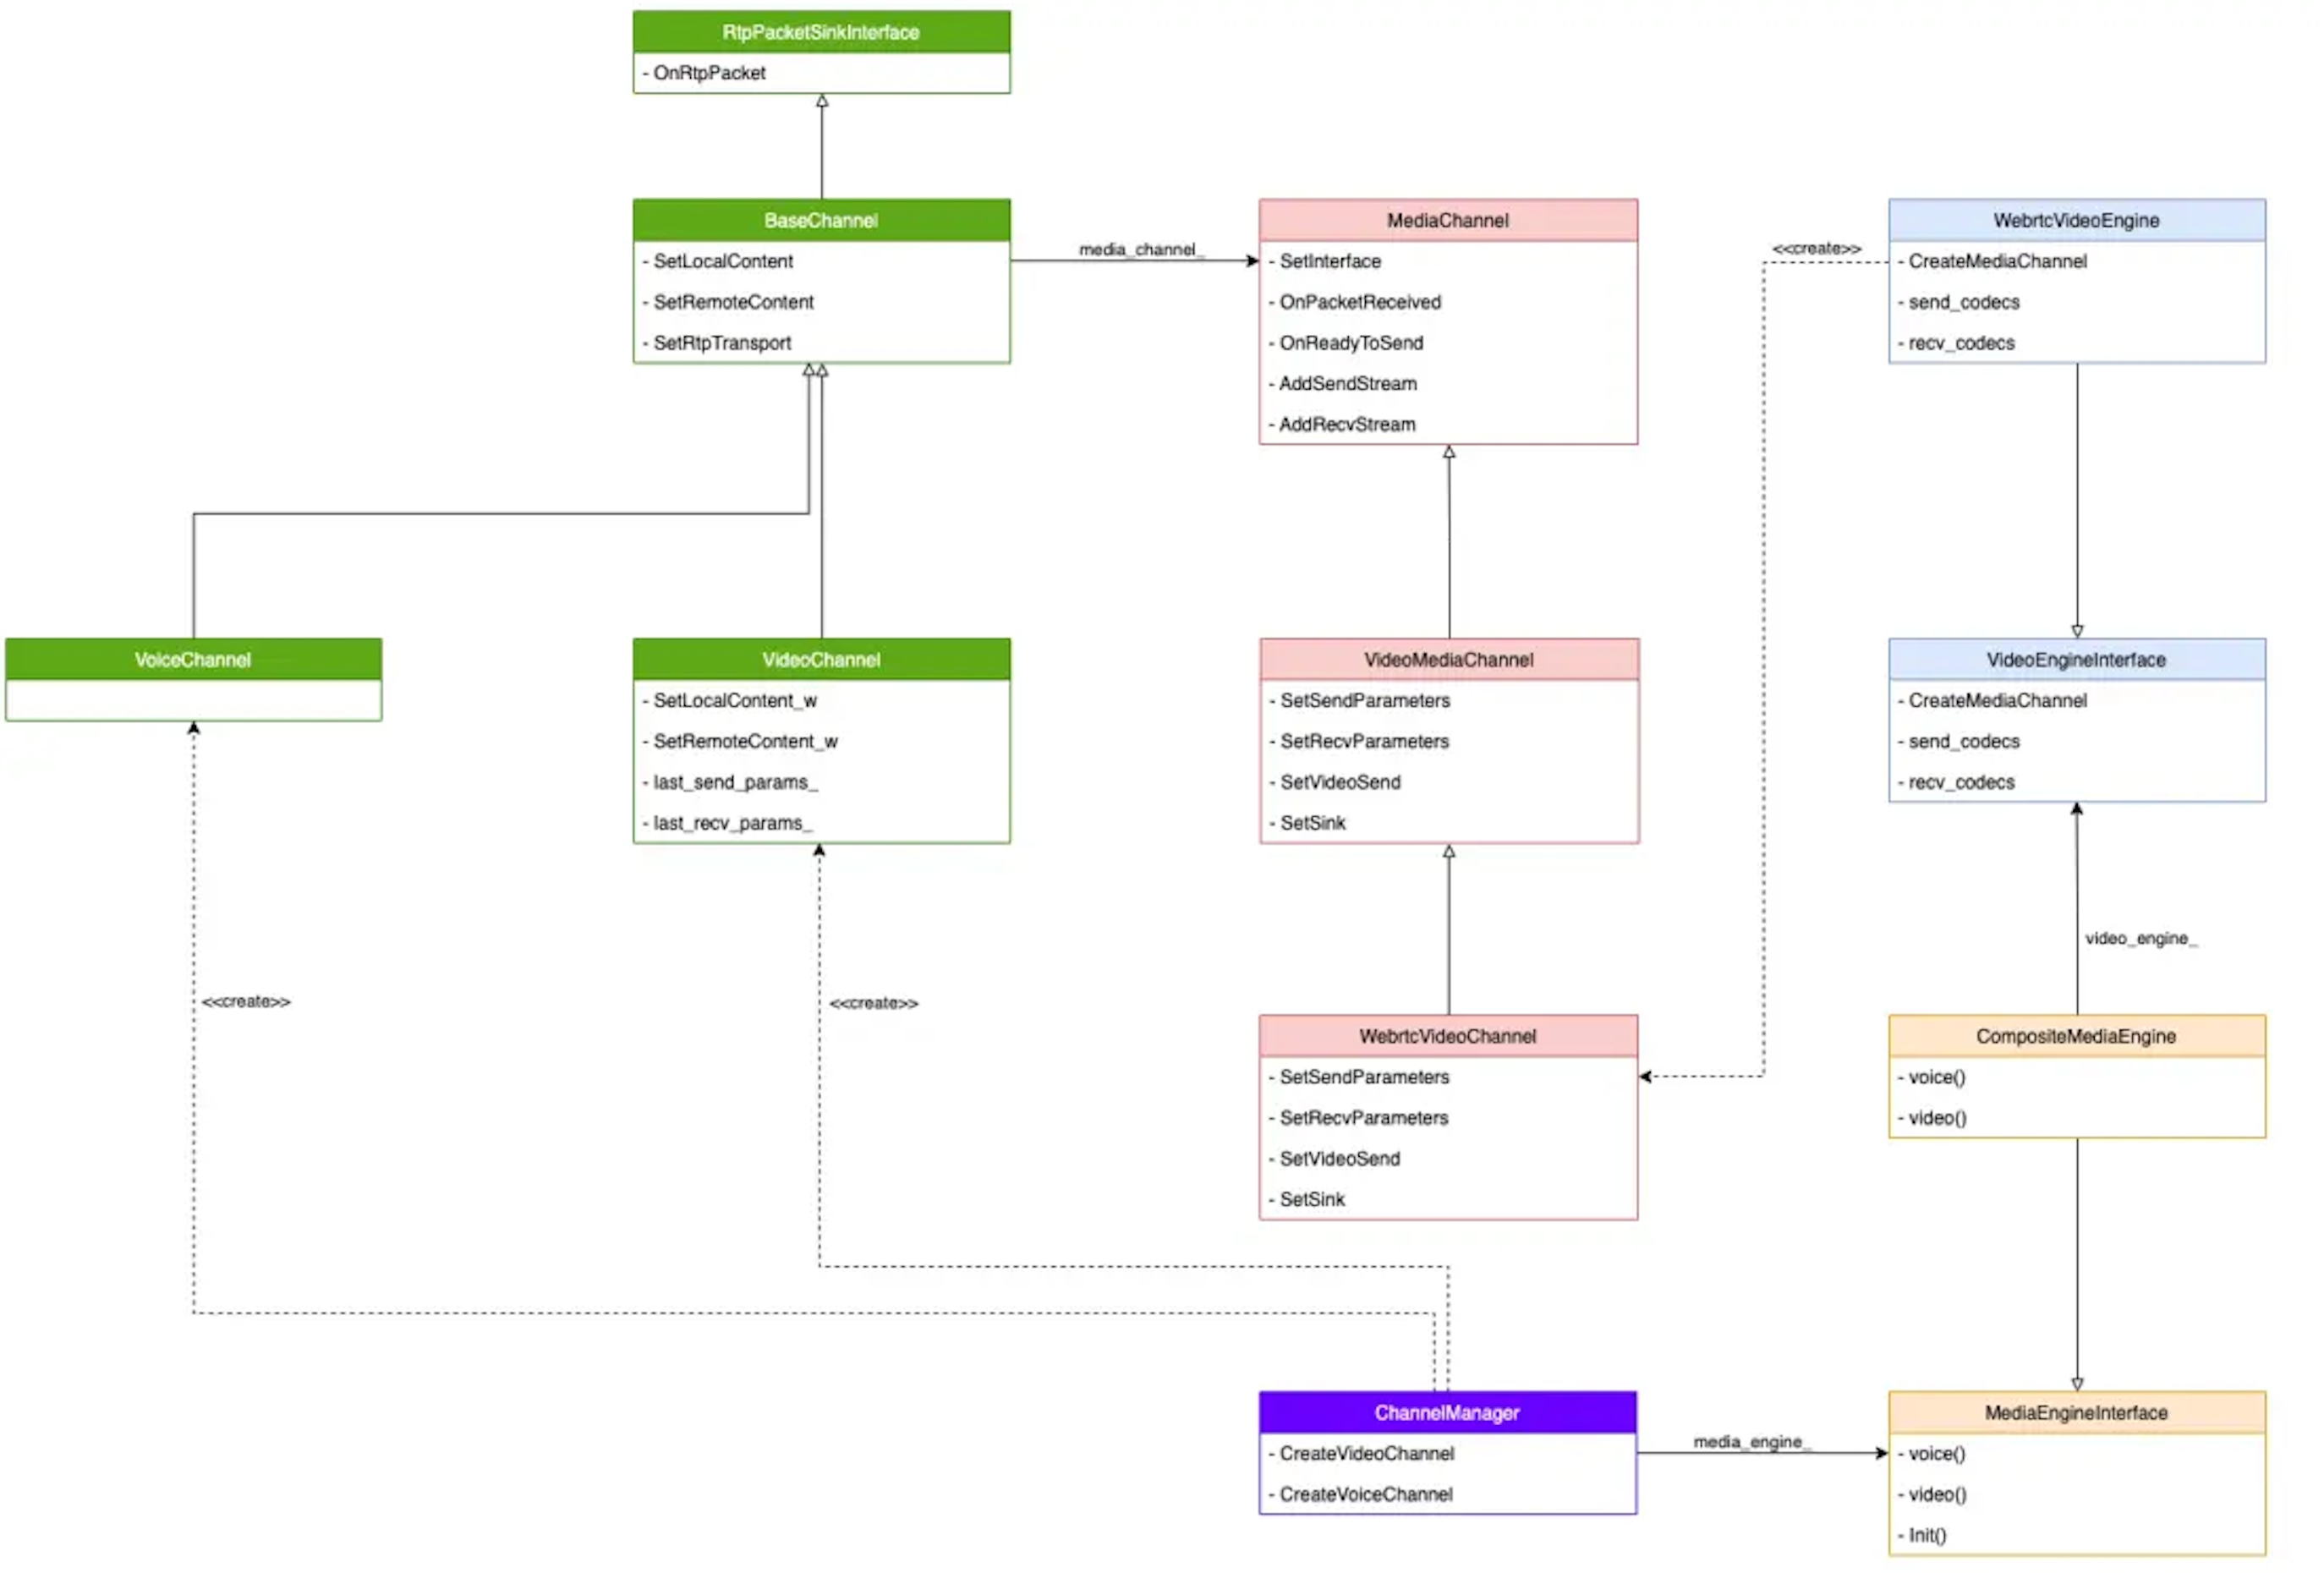 RtpPacketSinkInterface
- OnRtpPacket
BaseChannel
- SetLocalContent
- SetRemoteContent
- SetRtpTransport
media_channel_
MediaChannel
- SetInterface
- OnPacketReceived
- OnReadyToSend
- AddSendStream
- AddRecvStream
<<create>>
WebrtcVideoEngine
- CreateMediaChannel
- send_codecs
- recv_codecs
VoiceChannel
VideoChannel
- SetLocalContent_w
- SetRemoteContent_w
- last_send_params_
- last_recv_params_
VideoMediaChannel
- SetSendParameters
- SetRecvParameters
- SetVideoSend
- SetSink
VideoEngineInterface
- CreateMediaChannel
- send_codecs
- recv_codecs
video_engine_
<<create>>
<<create>>
WebrtcVideoChannel
- SetSendParameters
- SetRecvParameters
- SetVideoSend
- SetSink
CompositeMediaEngine
- voice()
- video()
ChannelManager
- CreateVideoChannel
- CreateVoiceChannel
media_engine_
MediaEngineInterface
- voice()
- video()
- Init()